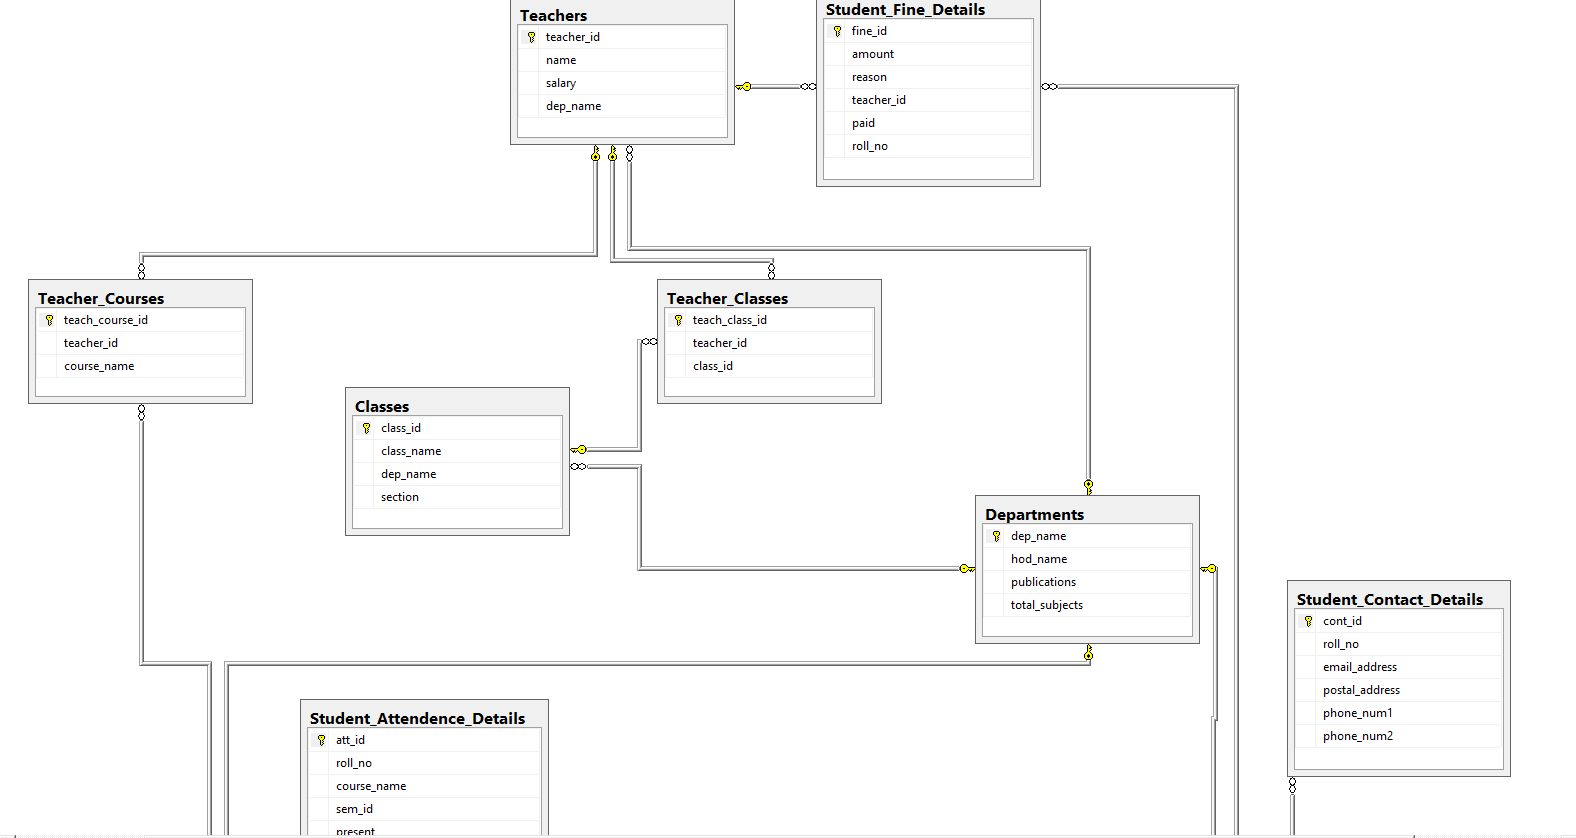 Teachers
teacher_id
name
salary
dep_name
Student_Fine_Details
fine_id
amount
reason
teacher_id
paid
roll_no
Teacher_Courses
teach_course_id
teacher_id
course_name
Teacher_Classes
teach_class_id
teacher_id
class_id
Classes
class_id
class_name
dep_name
section
Departments
dep_name
hod_name
publications
total_subjects
Student_Contact_Details
cont_id
roll_no
email_address
postal_address
phone_num1
phone_num2
Student_Attendence_Details
att_id
roll_no
course_name
sem_id
present